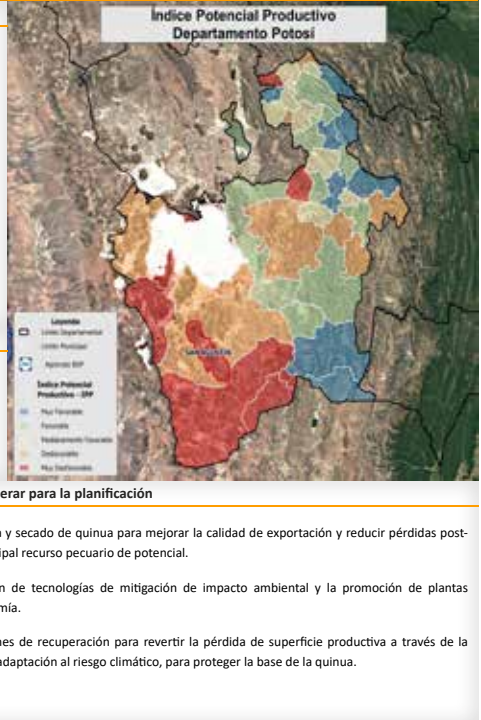 Índice Potencial Productivo
Departamento Potosí
SAN AGUSTIN
Leyenda
Límite Departamental
Límite Municipal
Índice Potencial
Productivo - IPP
Muy Favorable
Favorable
Medianamente Favorable
Desfavorable
Muy Desfavorable
erar para la planificación
y secado de quinua para mejorar la calidad de exportación y reducir pérdidas post-
ipal recurso pecuario de potencial.
n de tecnologías de mitigación de impacto ambiental y la promoción de plantas
mía.
nes de recuperación para revertir la pérdida de superficie productiva a través de la
adaptación al riesgo climático, para proteger la base de la quinua.